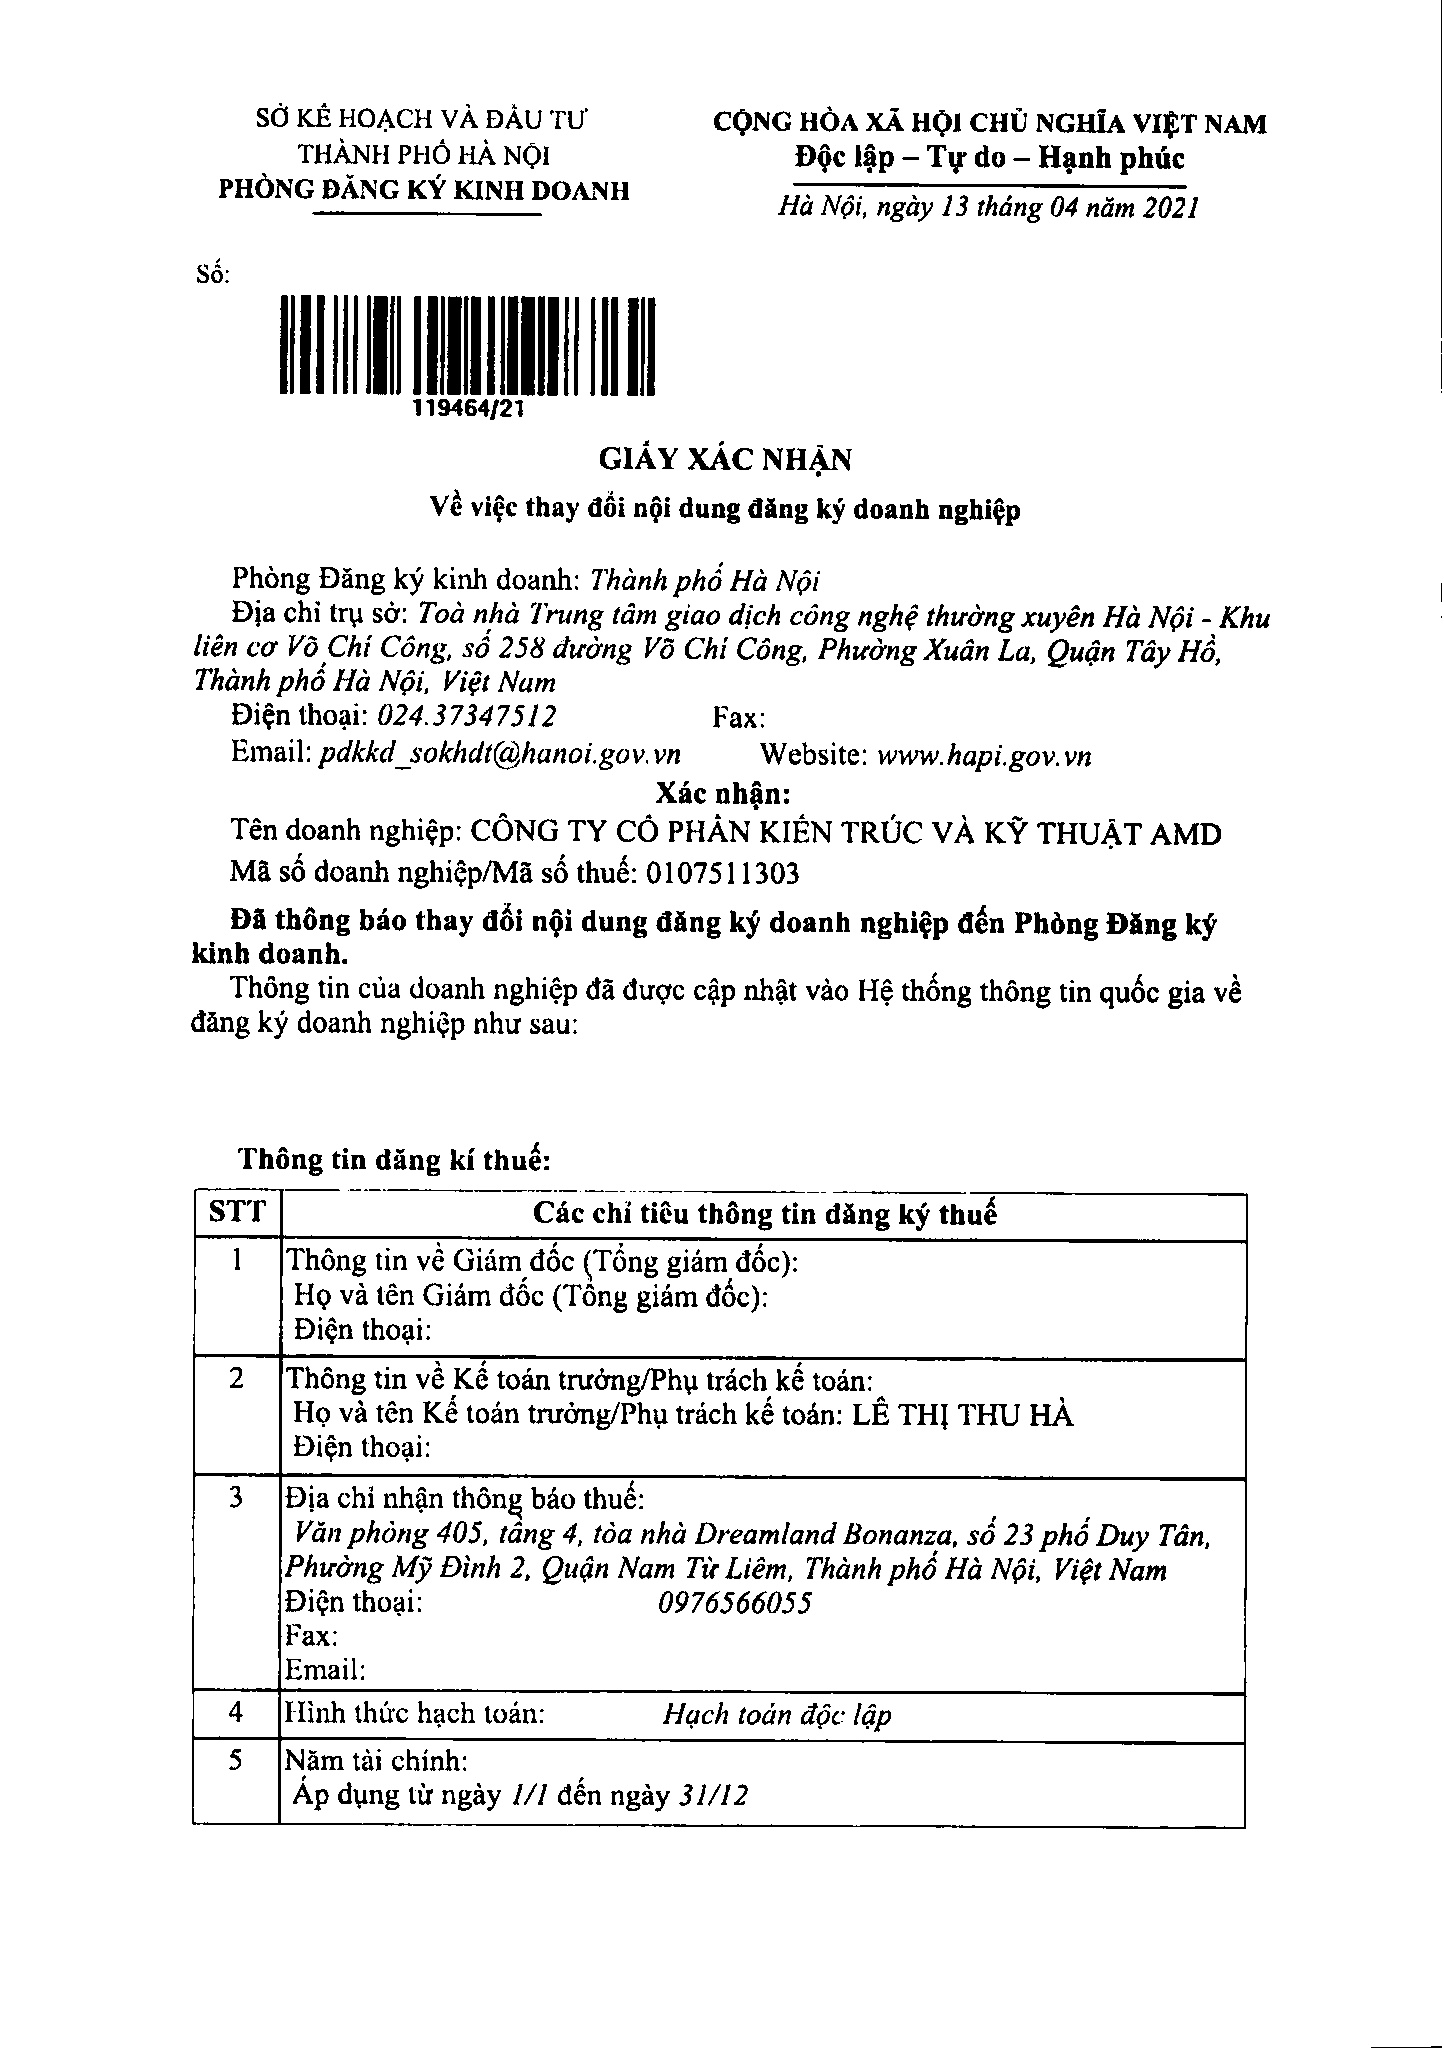 SỞ KẾ HOẠCH VÀ ĐẦU TƯ
THÀNH PHỐ HÀ NỘI
PHÒNG ĐĂNG KÝ KINH DOANH
CỘNG HÒA XÃ HỘI CHỦ NGHĨA VIỆT NAM
Độc lập – Tự do – Hạnh phúc
Hà Nội, ngày 13 tháng 04 năm 2021
Số:
119464/21
GIẤY XÁC NHẬN
Về việc thay đổi nội dung đăng ký doanh nghiệp
Phòng Đăng ký kinh doanh: Thành phố Hà Nội
Địa chỉ trụ sở: Toà nhà Trung tâm giao dịch công nghệ thường xuyên Hà Nội - Khu
liên cơ Võ Chí Công, số 258 đường Võ Chí Công, Phường Xuân La, Quận Tây Hồ,
Thành phố Hà Nội, Việt Nam
Điện thoại: 024.37347512 Fax:
Email: pdkkd_sokhdt@hanoi.gov.vn Website: www.hapi.gov.vn
Xác nhận:
Tên doanh nghiệp: CÔNG TY CỔ PHẦN KIẾN TRÚC VÀ KỸ THUẬT AMD
Mã số doanh nghiệp/Mã số thuế: 0107511303
Đã thông báo thay đổi nội dung đăng ký doanh nghiệp đến Phòng Đăng ký
kinh doanh.
Thông tin của doanh nghiệp đã được cập nhật vào Hệ thống thông tin quốc gia về
đăng ký doanh nghiệp như sau:
Thông tin đăng kí thuế:
STT Các chỉ tiêu thông tin đăng ký thuế
1 Thông tin về Giám đốc (Tổng giám đốc):
Họ và tên Giám đốc (Tổng giám đốc):
Điện thoại:
2 Thông tin về Kế toán trưởng/Phụ trách kế toán:
Họ và tên Kế toán trưởng/Phụ trách kế toán: LÊ THỊ THU HÀ
Điện thoại:
3 Địa chỉ nhận thông báo thuế:
Văn phòng 405, tầng 4, tòa nhà Dreamland Bonanza, số 23 phố Duy Tân,
Phường Mỹ Đình 2, Quận Nam Từ Liêm, Thành phố Hà Nội, Việt Nam
Điện thoại: 0976566055
Fax:
Email:
4 Hình thức hạch toán: Hạch toán độc lập
5 Năm tài chính:
Áp dụng từ ngày 1/1 đến ngày 31/12